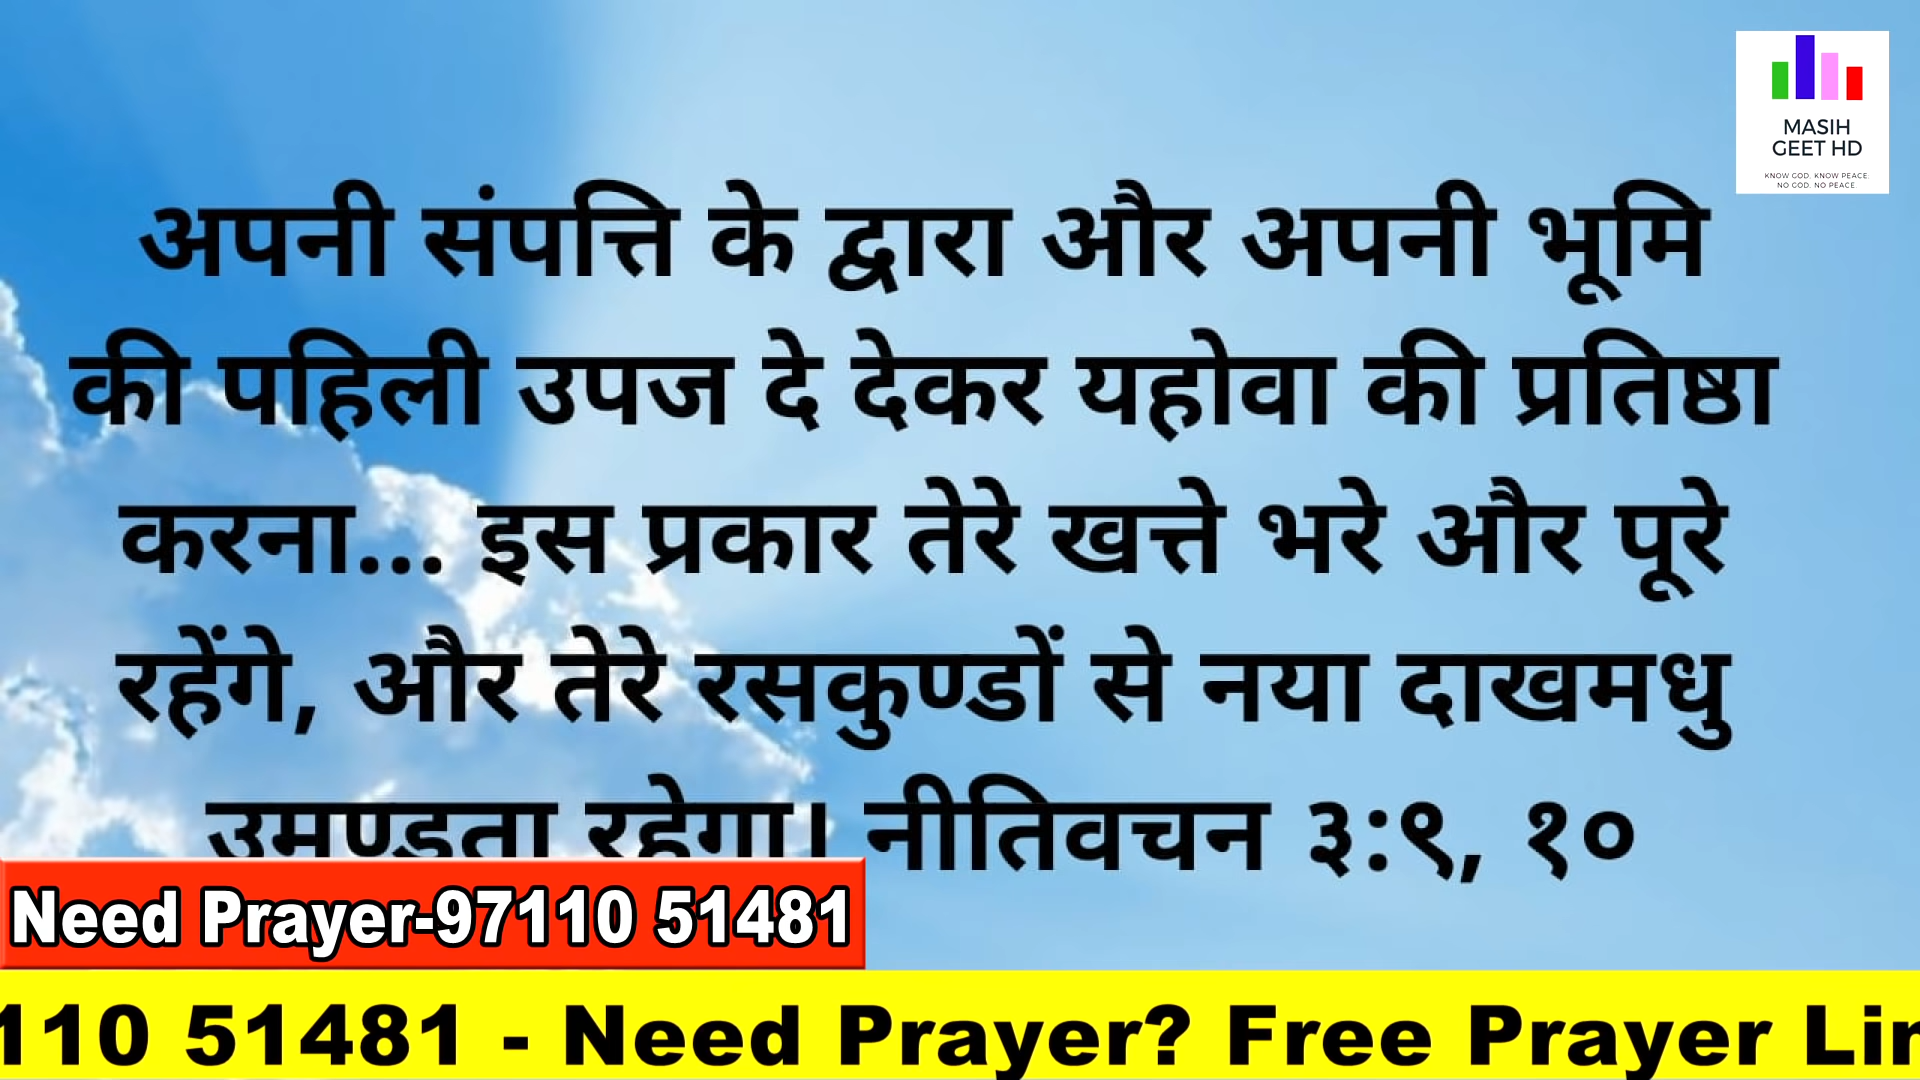 MASIH
GEET HD
KNOW GOD. KNOW PEACE.
NO GOD. NO PEACE.
अपनी संपत्ति के द्वारा और अपनी भूमि
की पहिली उपज दे देकर यहोवा की प्रतिष्ठा
करना... इस प्रकार तेरे खत्ते भरे और पूरे
रहेंगे, और तेरे रसकुण्डों से नया दाखमधु
उमण्डता रहेगा। नीतिवचन ३:९, १०
Need Prayer-97110 51481
110 51481 - Need Prayer? Free Prayer Lin